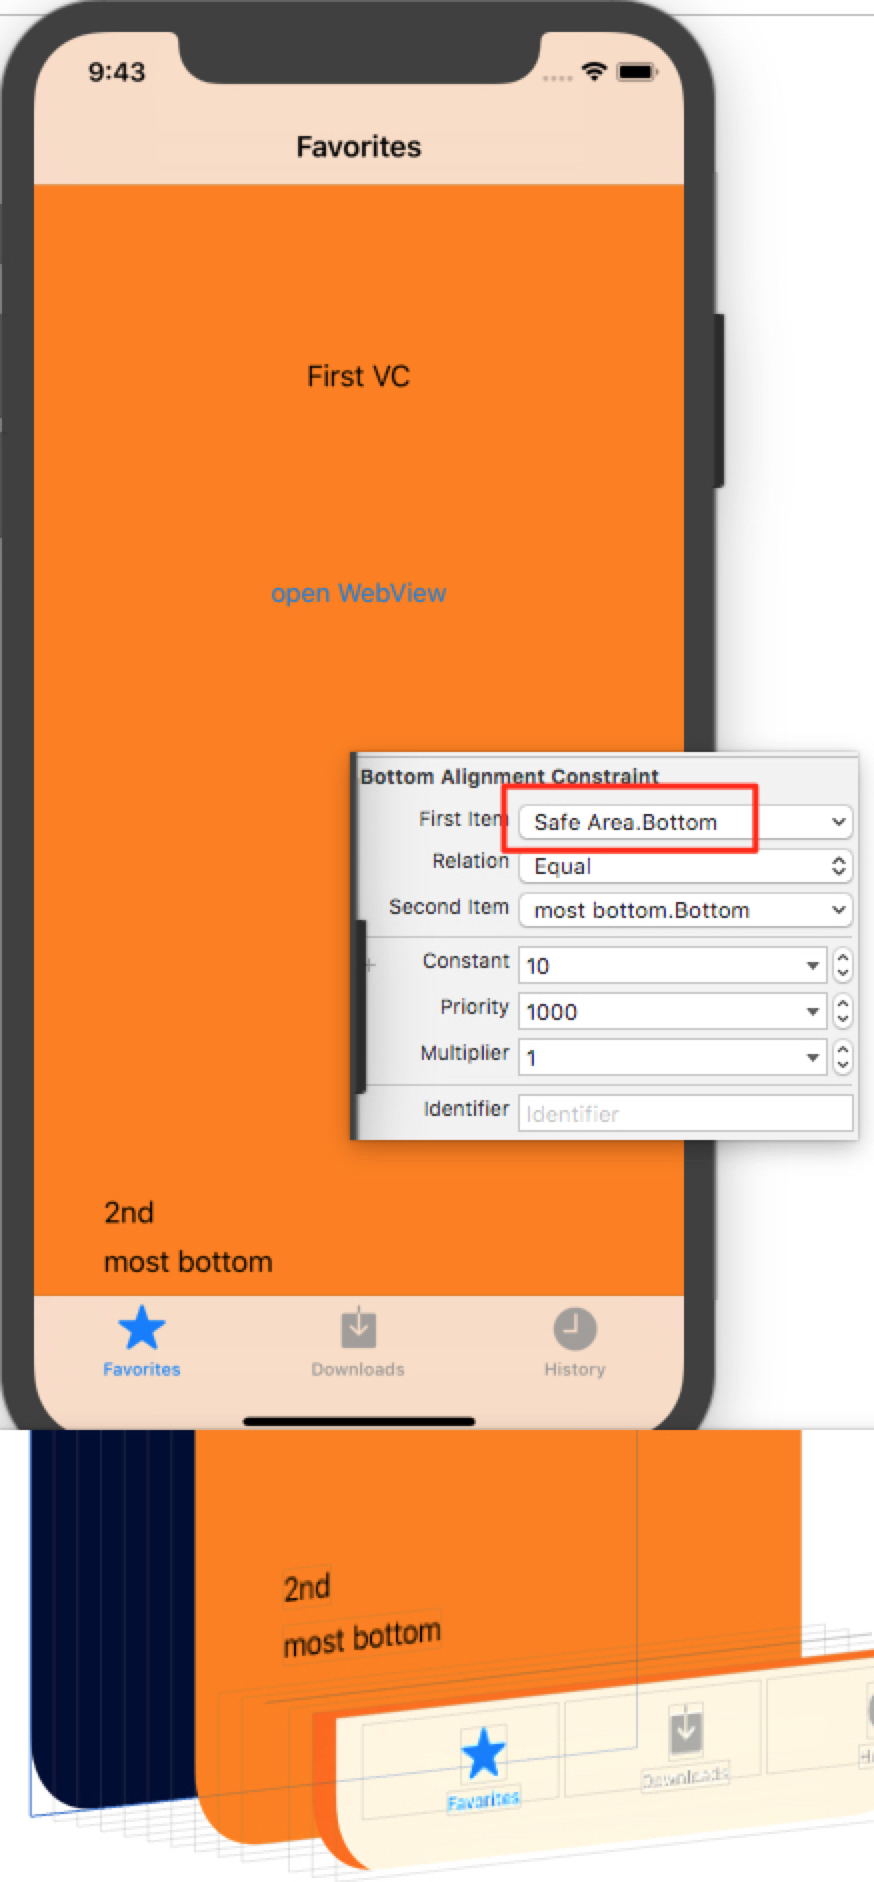 9:43
Favorites
First VC
open WebView
Bottom Alignment Constraint
First Item Safe Area.Bottom
Relation Equal
Second Item most bottom.Bottom
Constant 10
Priority 1000
Multiplier 1
Identifier Identifier
2nd
most bottom
Favorites Downloads History
2nd
most bottom
Favorites Downloads